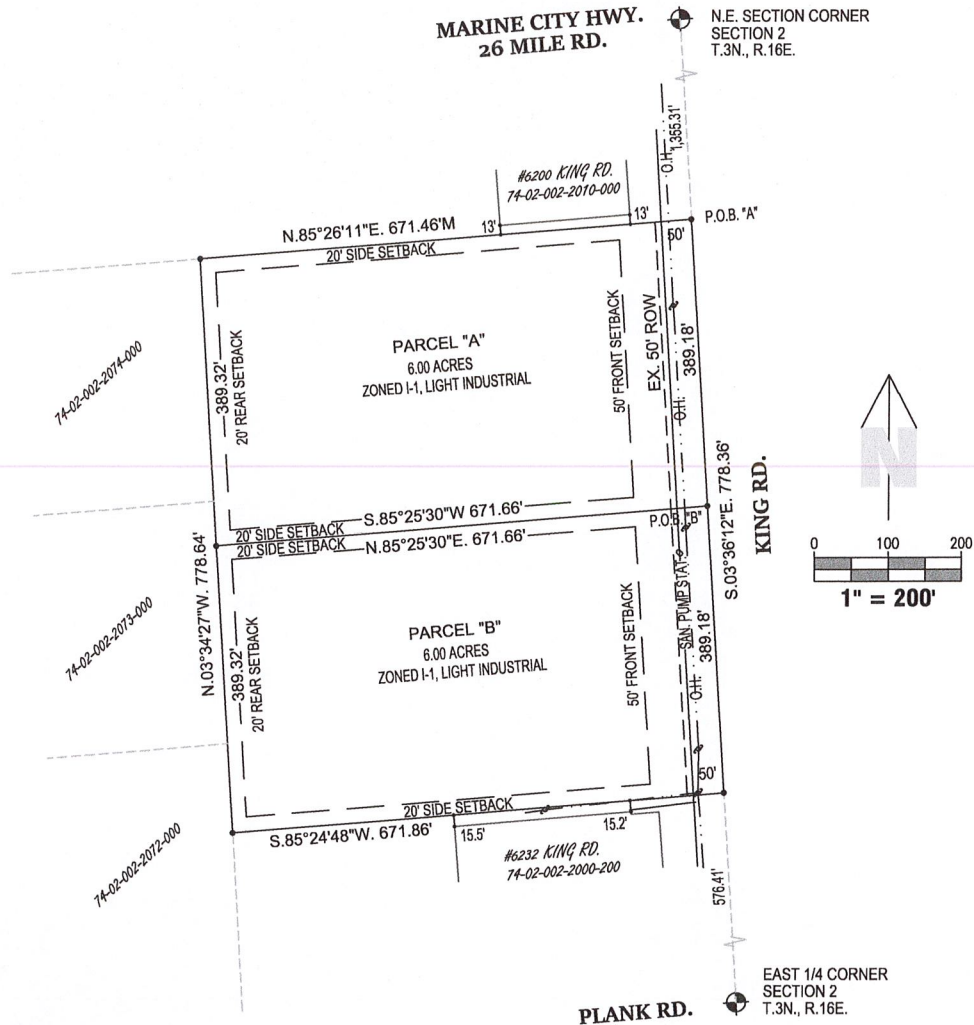 MARINE CITY HWY.
26 MILE RD.
N.E. SECTION CORNER
SECTION 2
T.3N., R.16E.
1,355.31'
O.H.
#6200 KING RD.
74-02-002-2010-000
13'
13'
P.O.B. "A"
N.85°26'11"E. 671.46'M
50'
20' SIDE SETBACK
PARCEL "A"
6.00 ACRES
ZONED I-1, LIGHT INDUSTRIAL
74-02-002-2074-000
389.32'
20' REAR SETBACK
50' FRONT SETBACK
EX. 50' ROW
389.18'
O.H.
N
KING RD.
S.03°36'12"E. 778.36'
S.85°25'30"W 671.66'
20' SIDE SETBACK
20' SIDE SETBACK
N.85°25'30"E. 671.66'
P.O.B. "B"
0 100 200
1" = 200'
74-02-002-2073-000
N.03°34'27"W. 778.64'
389.32'
20' REAR SETBACK
PARCEL "B"
6.00 ACRES
ZONED I-1, LIGHT INDUSTRIAL
50' FRONT SETBACK
SAN. PUMP STAT.
389.18'
O.H.
50'
20' SIDE SETBACK
S.85°24'48"W. 671.86'
15.5'
15.2'
#6232 KING RD.
74-02-002-2000-200
74-02-002-2072-000
576.41'
EAST 1/4 CORNER
SECTION 2
T.3N., R.16E.
PLANK RD.